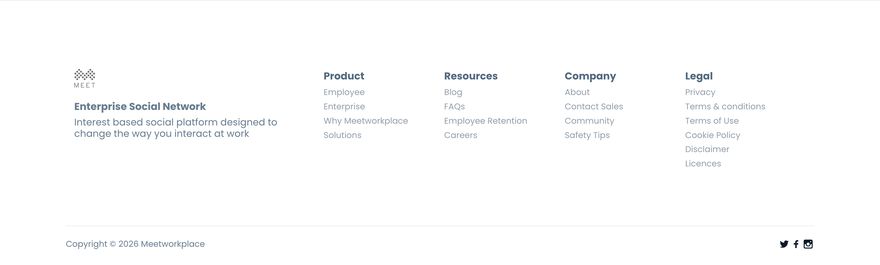 MEET
Enterprise Social Network
Interest based social platform designed to
change the way you interact at work
Product
Employee
Enterprise
Why Meetworkplace
Solutions
Resources
Blog
FAQs
Employee Retention
Careers
Company
About
Contact Sales
Community
Safety Tips
Legal
Privacy
Terms & conditions
Terms of Use
Cookie Policy
Disclaimer
Licences
Copyright © 2026 Meetworkplace